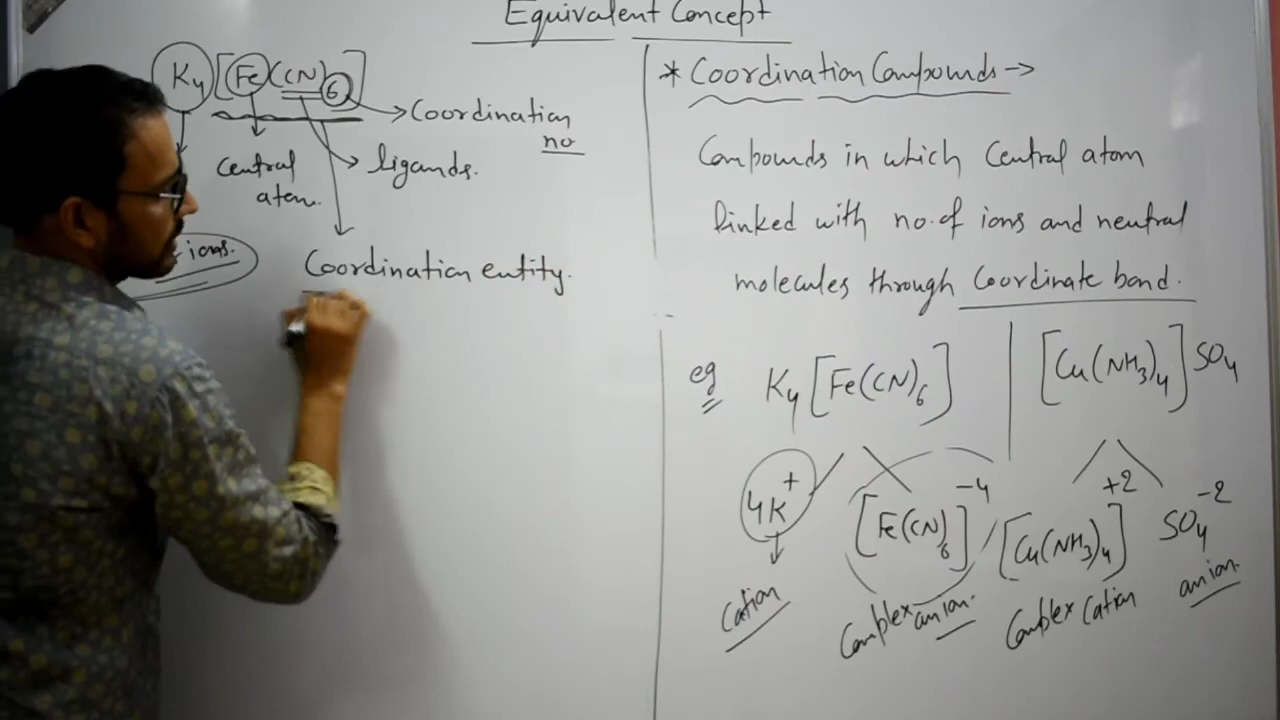 Equivalent Concept
K4[Fe(CN)6]
Coordination
no
ligands.
Central
atom.
ions.
Coordination entity.
* Coordination Compounds →
Compounds in which Central atom
linked with no. of ions and neutral
molecules through Coordinate bond.
eg K4[Fe(CN)6] [Cu(NH3)4]SO4
4K+ [Fe(CN)6]-4 [Cu(NH3)4]+2 SO4-2
Cation Complex anion. Complex Cation anion.